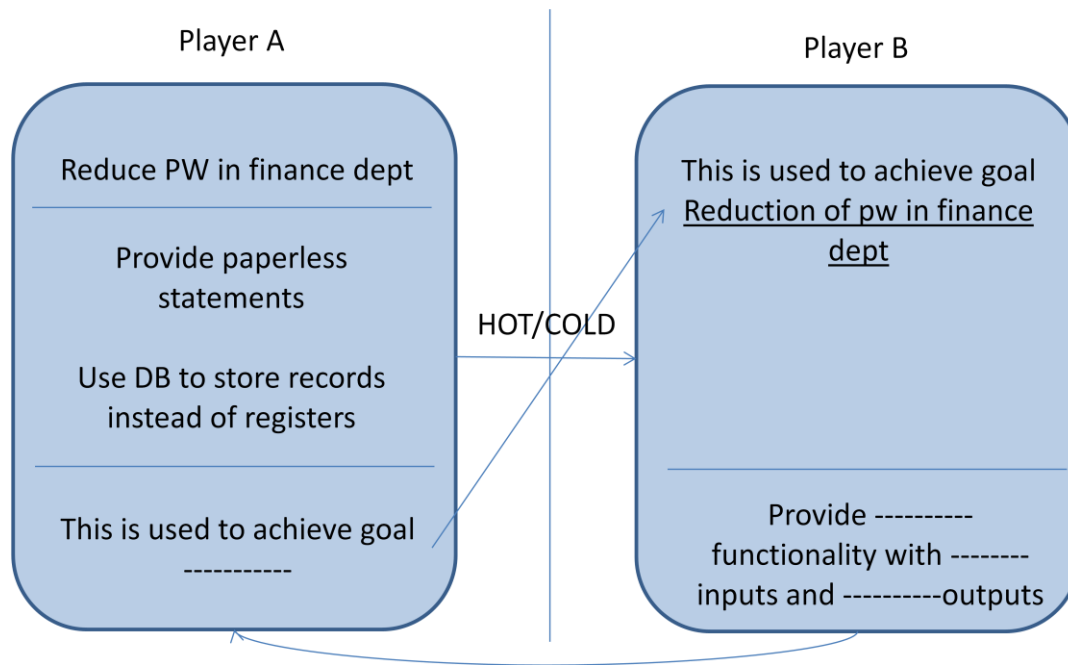 Player A
Reduce PW in finance dept
Provide paperless
statements
Use DB to store records
instead of registers
This is used to achieve goal
-----------
HOT/COLD
Player B
This is used to achieve goal
Reduction of pw in finance
dept
Provide ----------
functionality with --------
inputs and ----------outputs